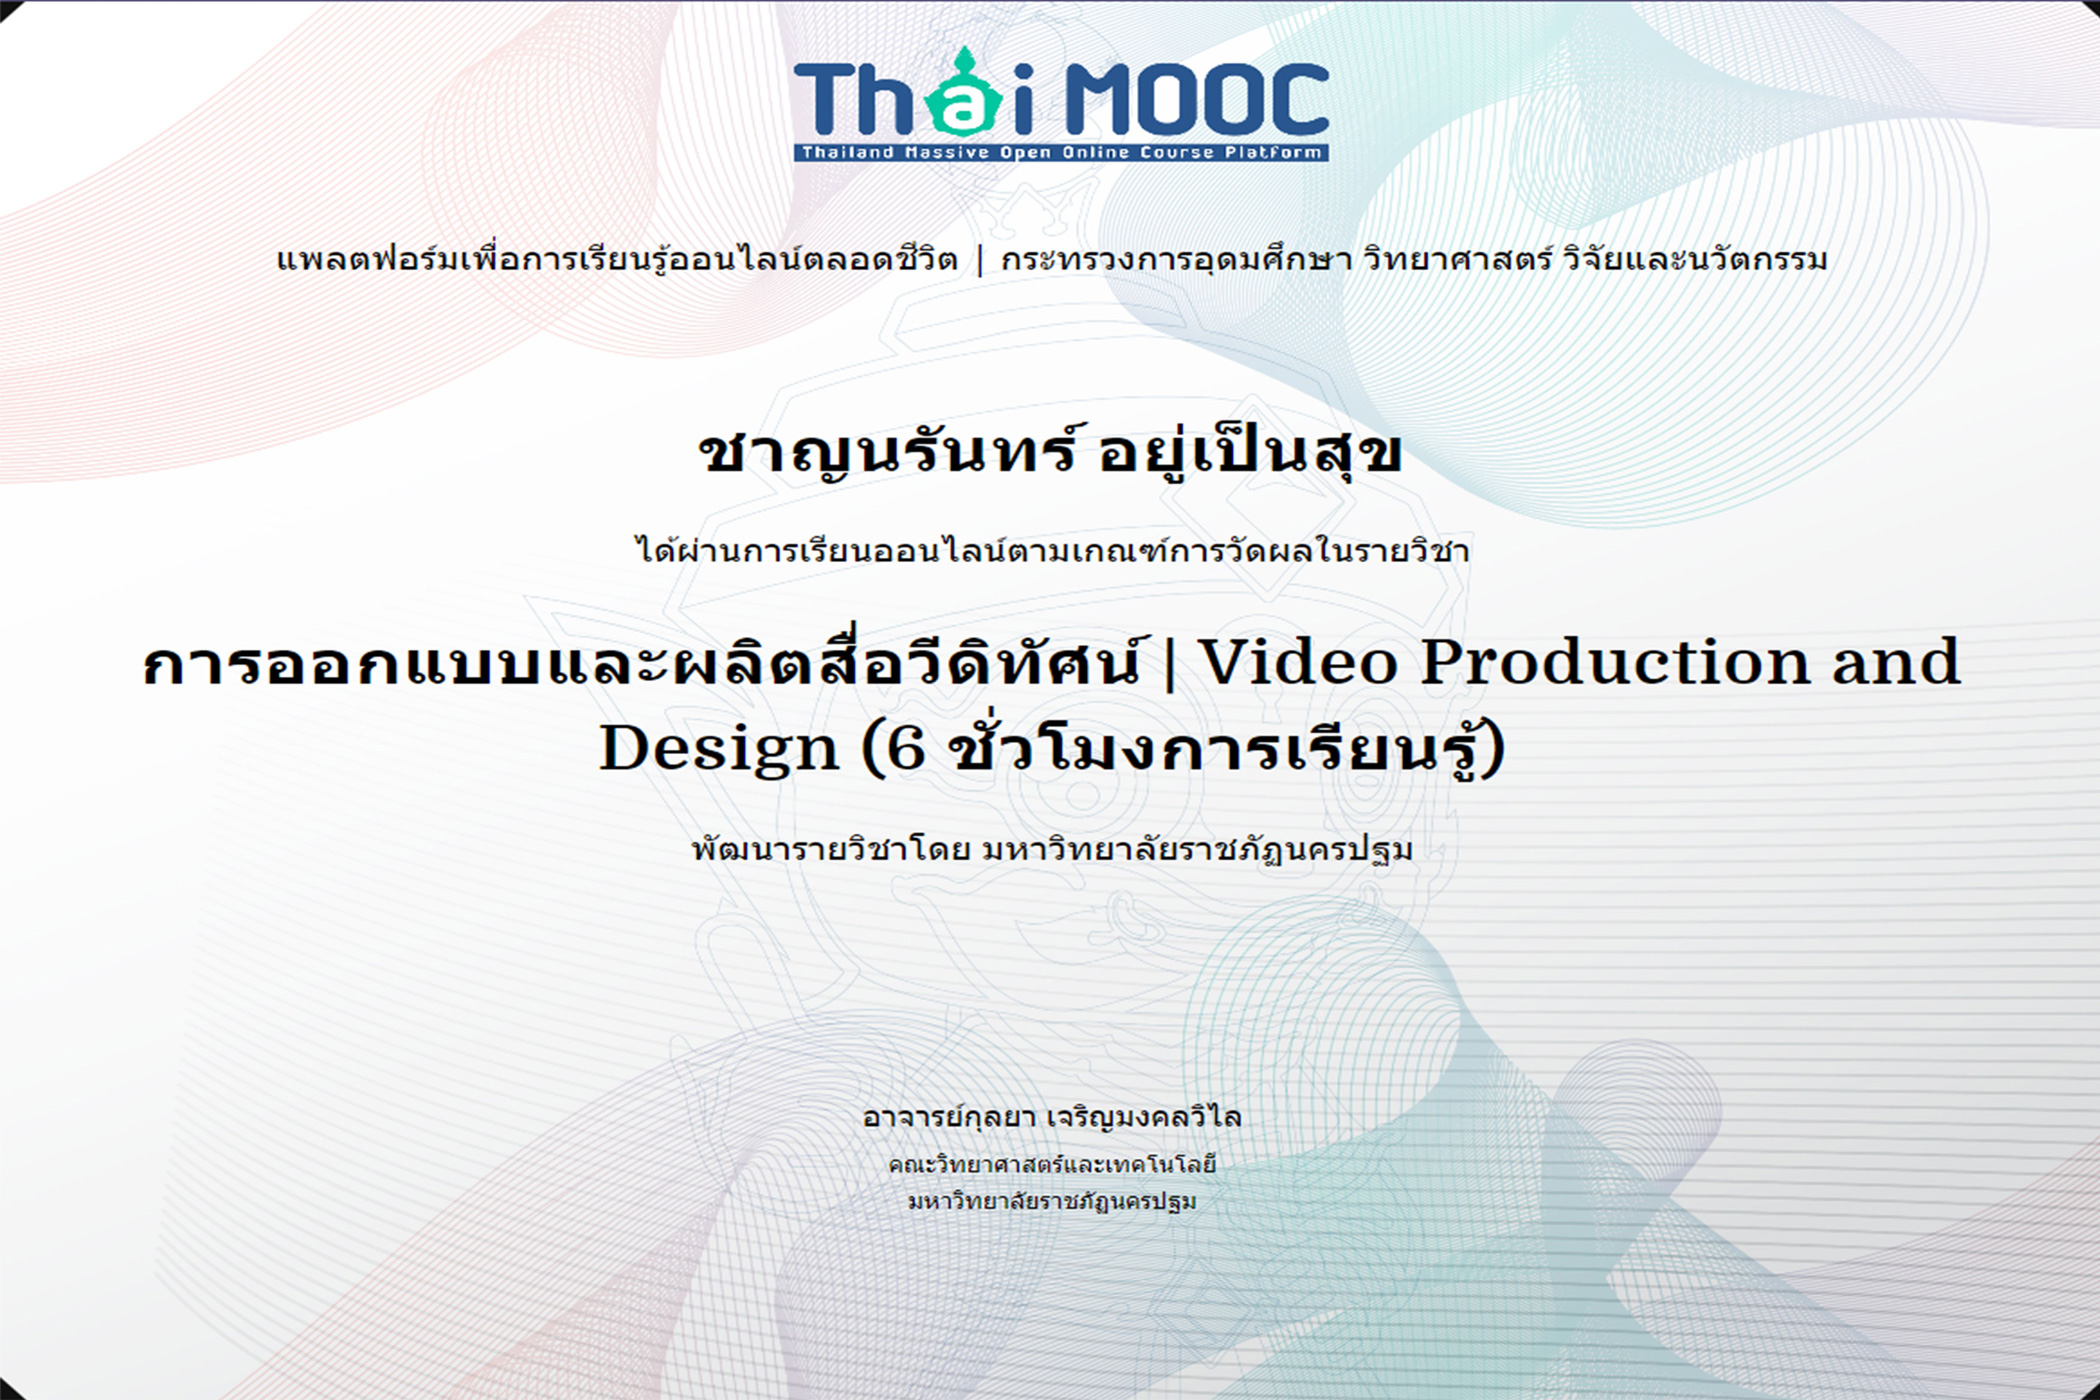 Thai MOOC
Thailand Massive Open Online Course Platform
แพลตฟอร์มเพื่อการเรียนรู้ออนไลน์ตลอดชีวิต | กระทรวงการอุดมศึกษา วิทยาศาสตร์ วิจัยและนวัตกรรม
ชาญนรันทร์ อยู่เป็นสุข
ได้ผ่านการเรียนออนไลน์ตามเกณฑ์การวัดผลในรายวิชา
การออกแบบและผลิตสื่อวีดิทัศน์ | Video Production and
Design (6 ชั่วโมงการเรียนรู้)
พัฒนารายวิชาโดย มหาวิทยาลัยราชภัฏนครปฐม
อาจารย์กุลยา เจริญมงคลวิไล
คณะวิทยาศาสตร์และเทคโนโลยี
มหาวิทยาลัยราชภัฏนครปฐม